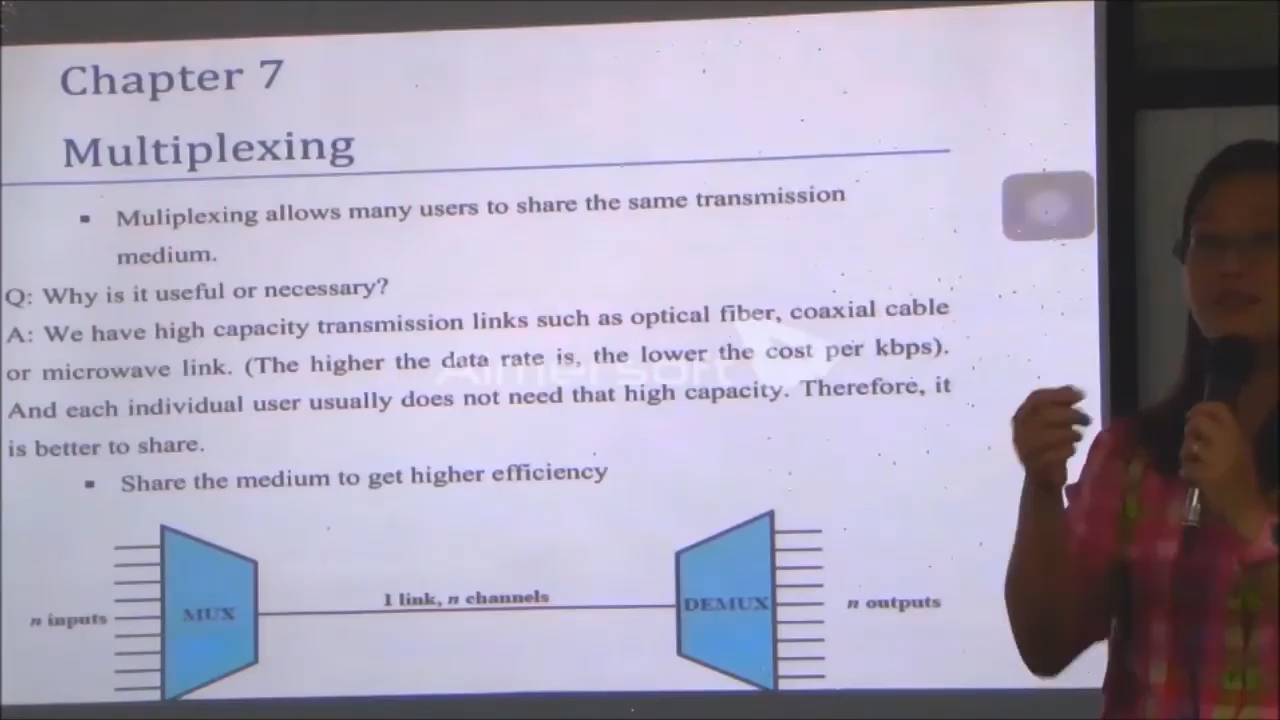 Chapter 7
Multiplexing
▪ Muliplexing allows many users to share the same transmission
medium.
Q: Why is it useful or necessary?
A: We have high capacity transmission links such as optical fiber, coaxial cable
or microwave link. (The higher the data rate is, the lower the cost per kbps).
And each individual user usually does not need that high capacity. Therefore, it
is better to share.
▪ Share the medium to get higher efficiency
1 link, n channels
MUX
DEMUX
n inputs
n outputs
Aimersoft